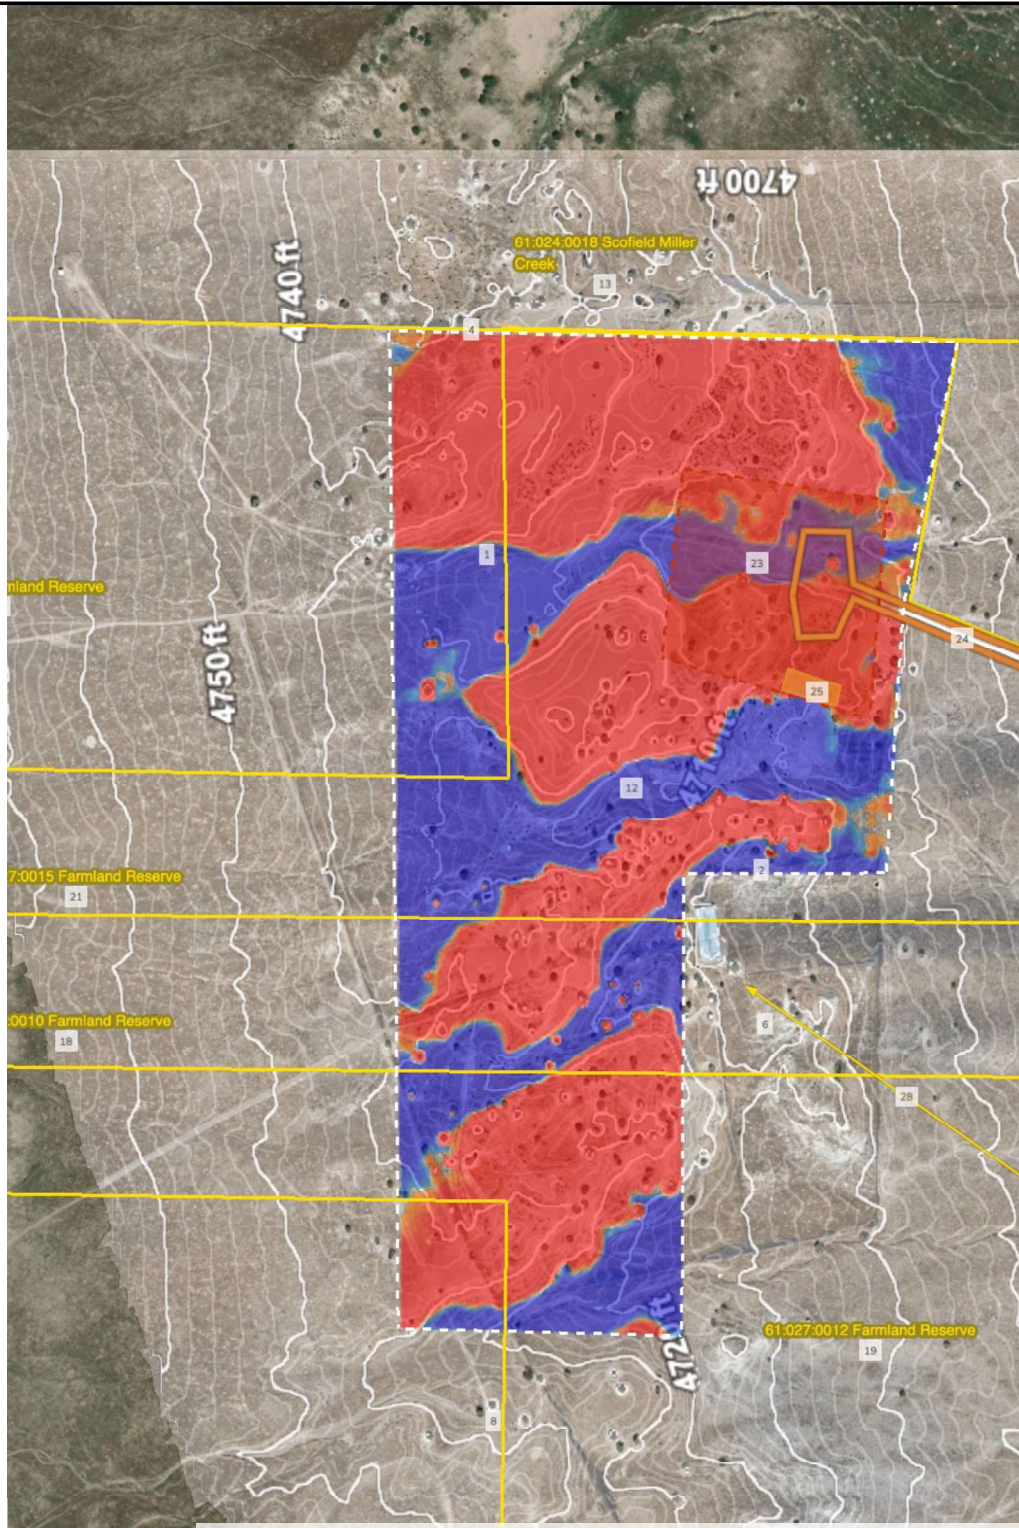 4700 ft
61:024:0018 Scofield Miller
Creek
13
4740 ft
4
1
23
nland Reserve
24
4750 ft
25
4710 ft
12
2
7:0015 Farmland Reserve
21
:0010 Farmland Reserve
18
6
28
61:027:0012 Farmland Reserve
19
4720 ft
8